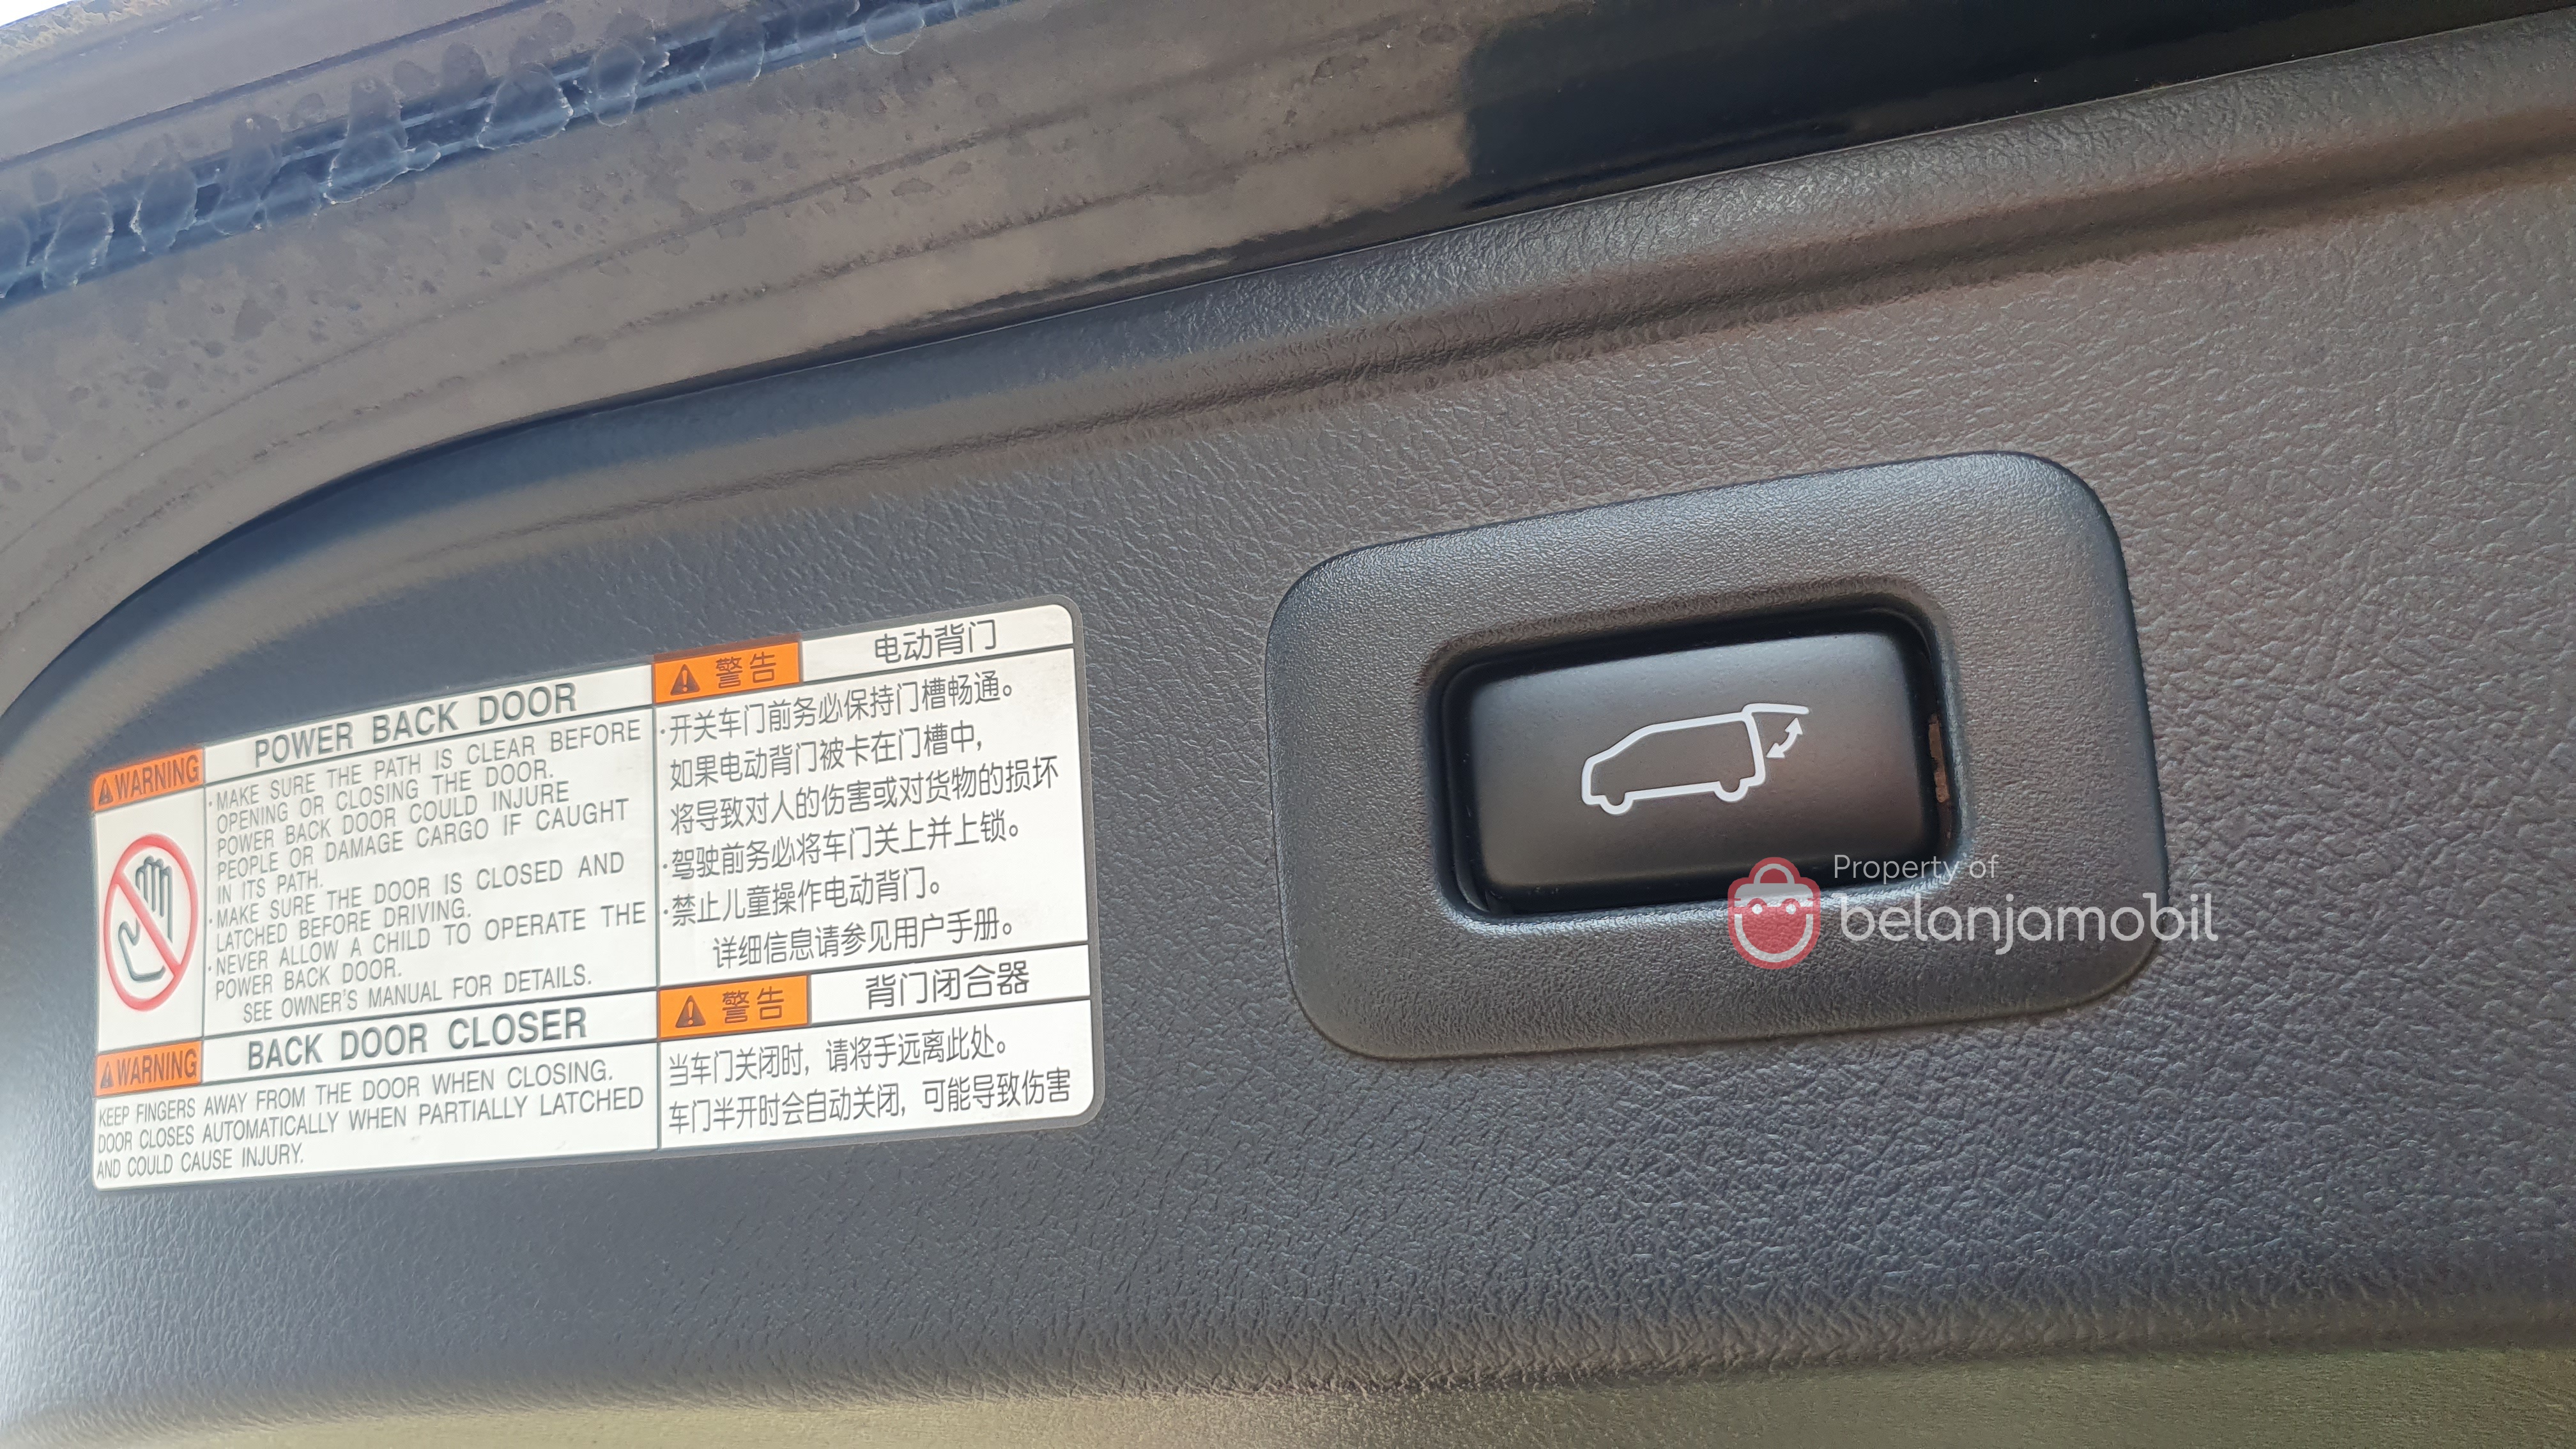 POWER BACK DOOR
WARNING
·MAKE SURE THE PATH IS CLEAR BEFORE
OPENING OR CLOSING THE DOOR.
POWER BACK DOOR COULD INJURE
PEOPLE OR DAMAGE CARGO IF CAUGHT
IN ITS PATH.
·MAKE SURE THE DOOR IS CLOSED AND
LATCHED BEFORE DRIVING.
·NEVER ALLOW A CHILD TO OPERATE THE
POWER BACK DOOR.
SEE OWNER'S MANUAL FOR DETAILS.
WARNING
BACK DOOR CLOSER
KEEP FINGERS AWAY FROM THE DOOR WHEN CLOSING.
DOOR CLOSES AUTOMATICALLY WHEN PARTIALLY LATCHED
AND COULD CAUSE INJURY.
警告
电动背门
·开关车门前务必保持门槽畅通。
如果电动背门被卡在门槽中,
将导致对人的伤害或对货物的损坏
·驾驶前务必将车门关上并上锁。
·禁止儿童操作电动背门。
详细信息请参见用户手册。
警告
背门闭合器
当车门关闭时, 请将手远离此处。
车门半开时会自动关闭, 可能导致伤害
Property of
belanjamobil